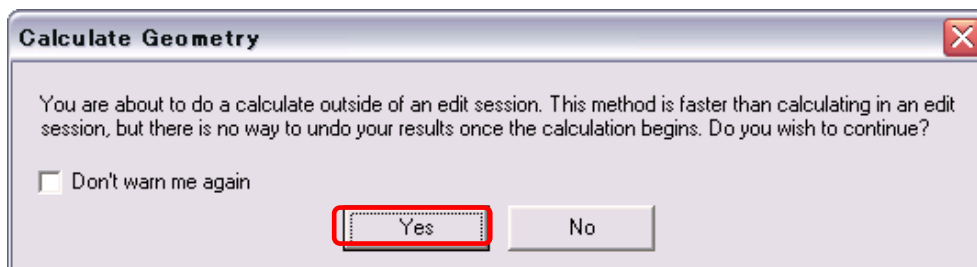 Calculate Geometry
You are about to do a calculate outside of an edit session. This method is faster than calculating in an edit
session, but there is no way to undo your results once the calculation begins. Do you wish to continue?
Don't warn me again
Yes No